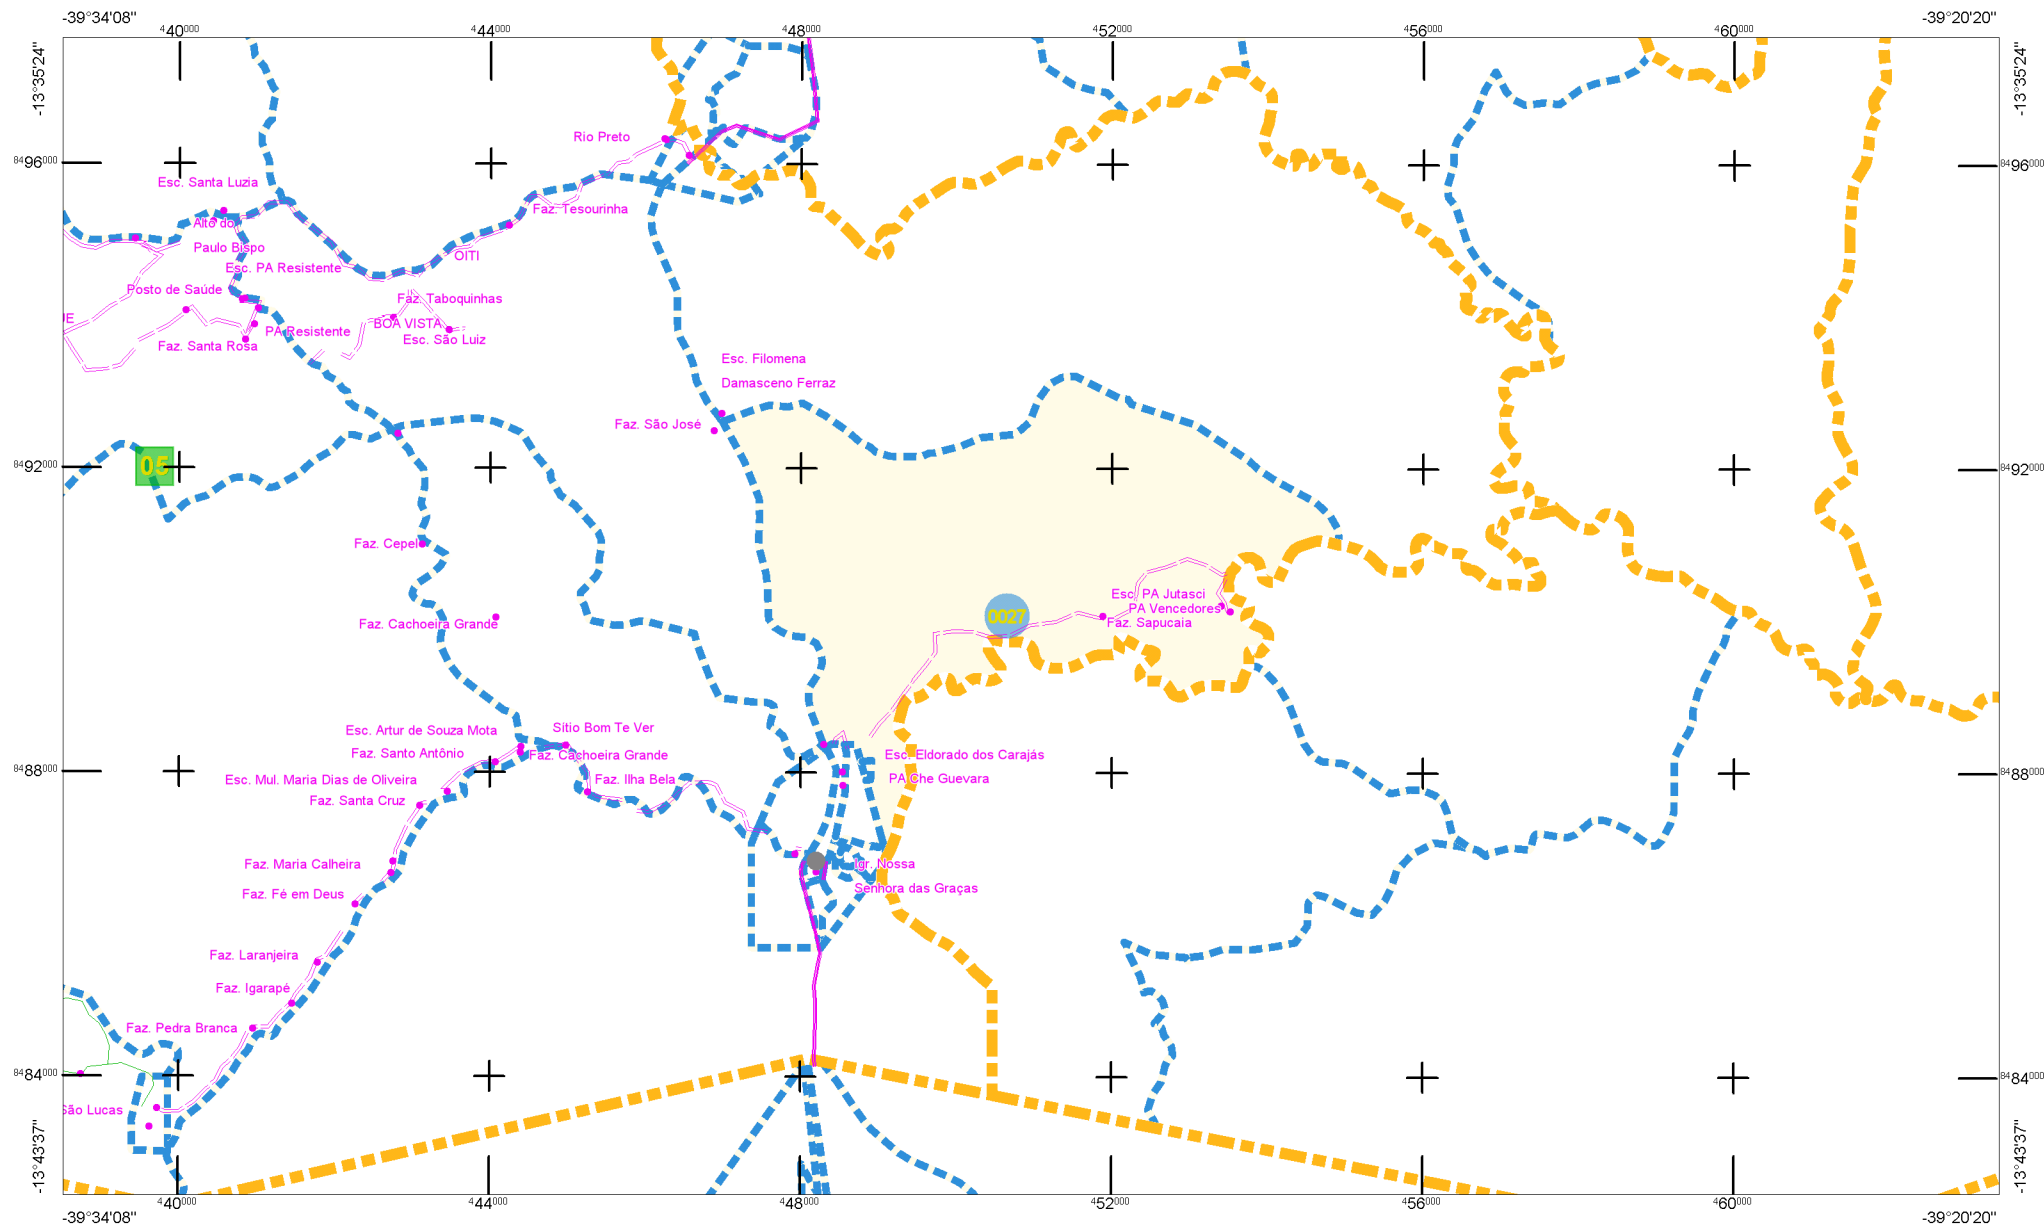 -39°34'08"
-39°20'20"
440000
444000
448000
452000
456000
460000
-13°35'24"
-13°35'24"
Rio Preto
8496000
8496000
Esc. Santa Luzia
Faz. Tesourinha
Alto do
Paulo Bispo
OITI
Esc. PA Resistente
Posto de Saúde
Faz. Taboquinhas
JE
BOA VISTA
PA Resistente
Esc. São Luiz
Faz. Santa Rosa
Esc. Filomena
Damasceno Ferraz
Faz. São José
05
8492000
8492000
Faz. Cepel
Esc. PA Jutasci
PA Vencedores
0027
Faz. Cachoeira Grande
Faz. Sapucaia
Esc. Artur de Souza Mota
Sítio Bom Te Ver
Faz. Santo Antônio
Faz. Cachoeira Grande
Esc. Eldorado dos Carajás
8488000
8488000
Esc. Mul. Maria Dias de Oliveira
Faz. Ilha Bela
PA Che Guevara
Faz. Santa Cruz
Faz. Maria Calheira
Igr. Nossa
Senhora das Graças
Faz. Fé em Deus
Faz. Laranjeira
Faz. Igarapé
Faz. Pedra Branca
8484000
8484000
São Lucas
-13°43'37"
-13°43'37"
440000
444000
448000
452000
456000
460000
-39°34'08"
-39°20'20"